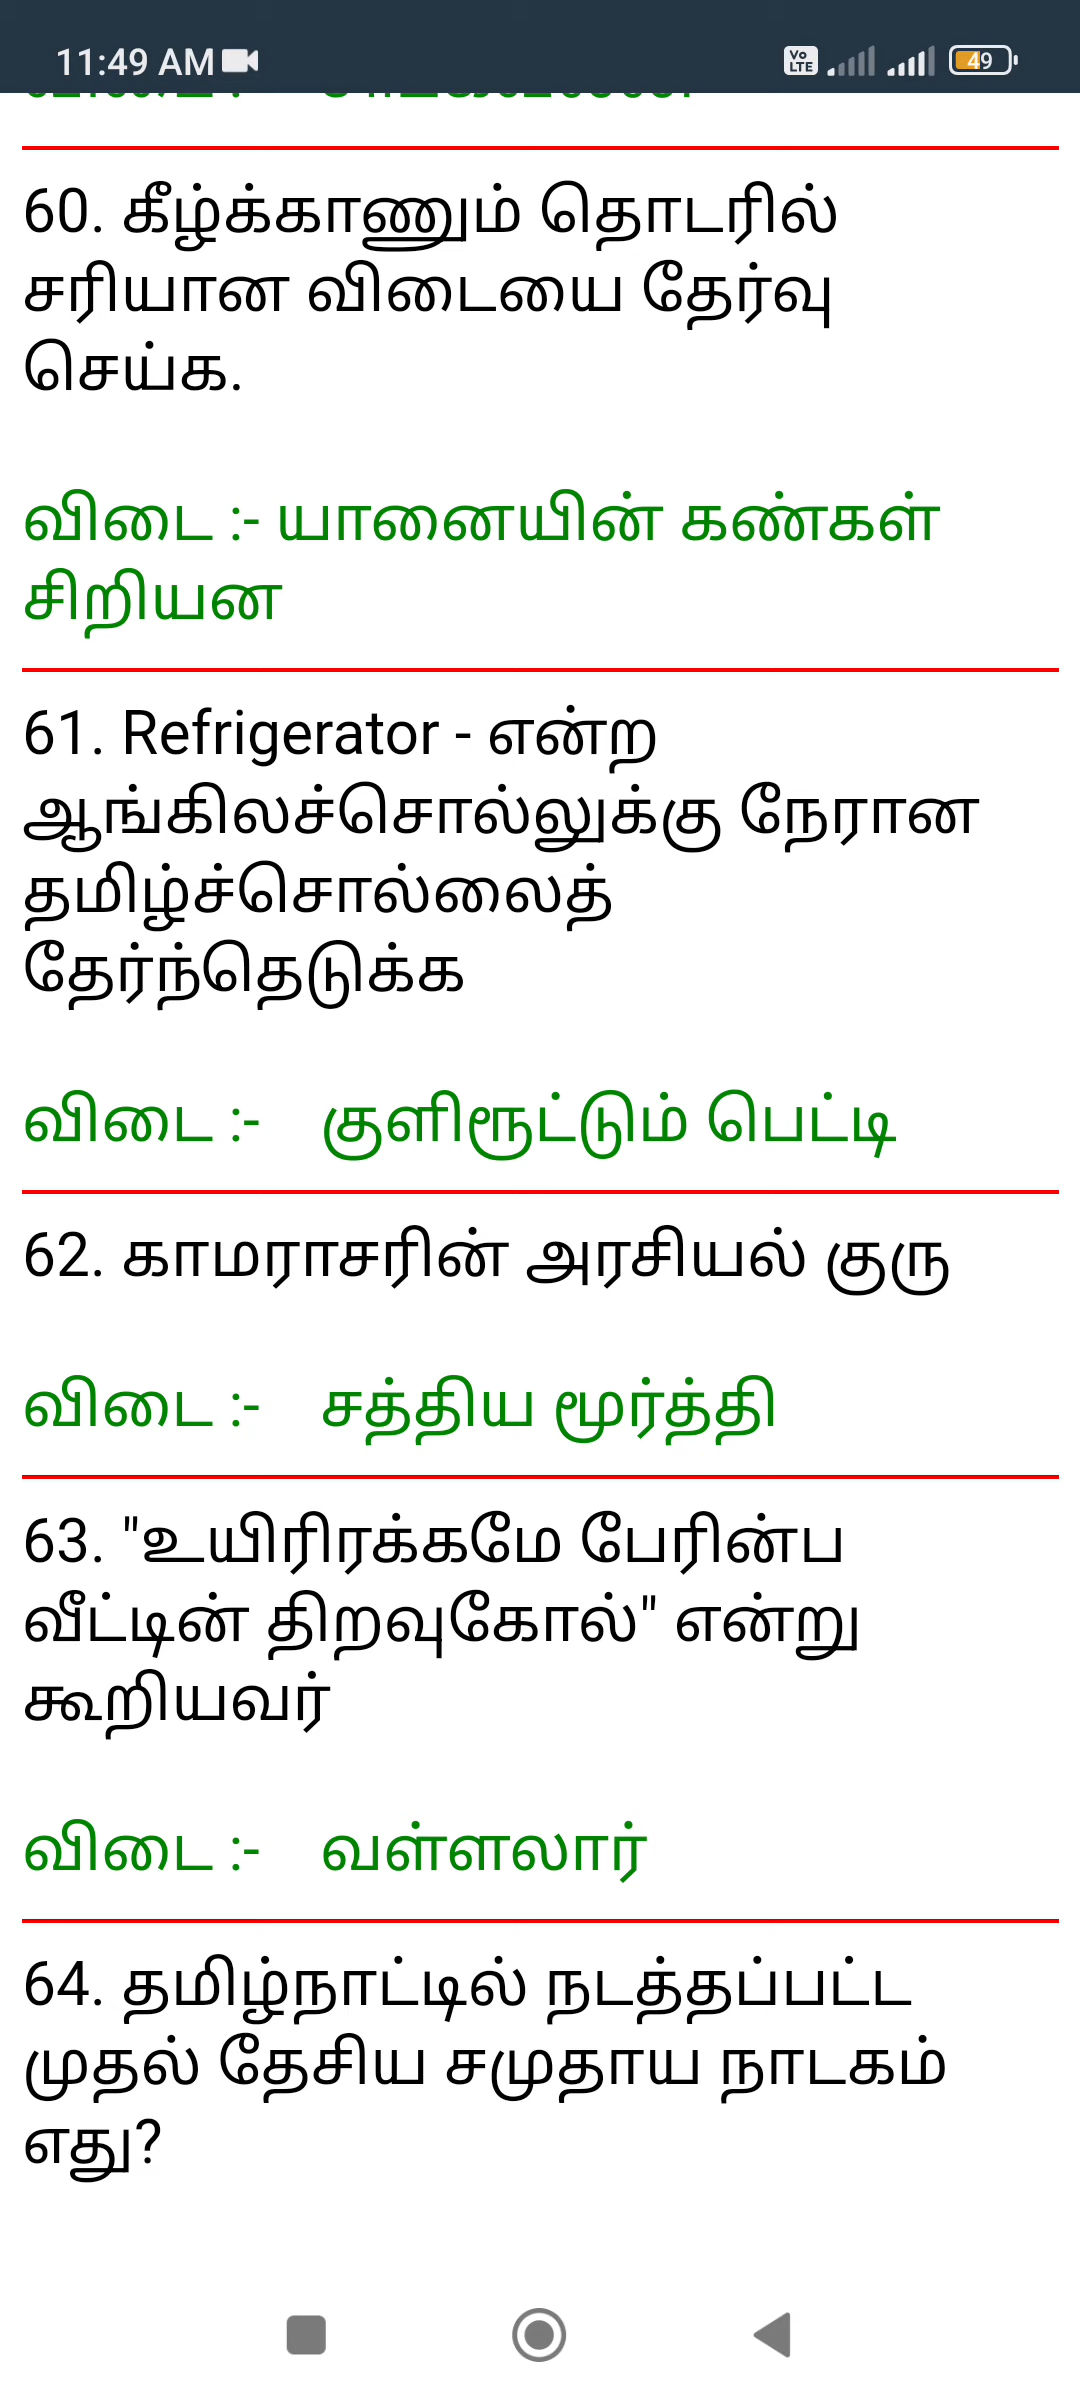 11:49 AM
Vo
LTE
49
60. கீழ்க்காணும் தொடரில்
சரியான விடையை தேர்வு
செய்க.
விடை :- யானையின் கண்கள்
சிறியன
61. Refrigerator - என்ற
ஆங்கிலச்சொல்லுக்கு நேரான
தமிழ்ச்சொல்லைத்
தேர்ந்தெடுக்க
விடை :- குளிரூட்டும் பெட்டி
62. காமராசரின் அரசியல் குரு
விடை :- சத்திய மூர்த்தி
63. "உயிரிரக்கமே பேரின்ப
வீட்டின் திறவுகோல்" என்று
கூறியவர்
விடை :- வள்ளலார்
64. தமிழ்நாட்டில் நடத்தப்பட்ட
முதல் தேசிய சமுதாய நாடகம்
எது?